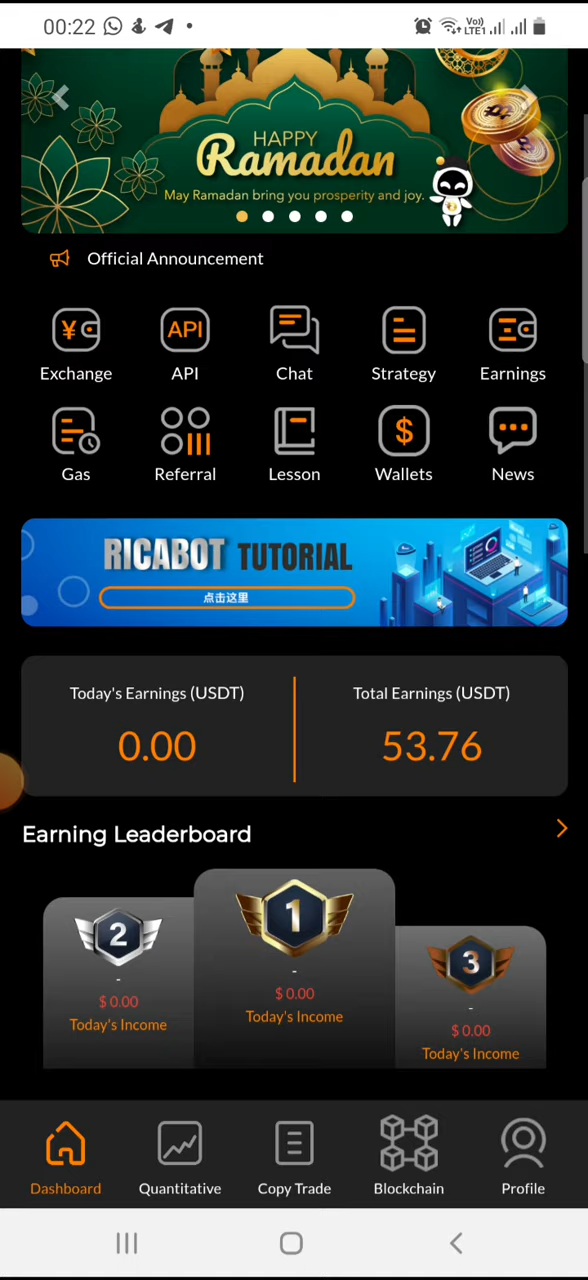 00:22
Vo))
LTE1
HAPPY
Ramadan
May Ramadan bring you prosperity and joy.
Official Announcement
¥
API
Exchange
API
Chat
Strategy
Earnings
$
Gas
Referral
Lesson
Wallets
News
RICABOT TUTORIAL
点击这里
Today's Earnings (USDT)
Total Earnings (USDT)
0.00
53.76
Earning Leaderboard
2
-
$ 0.00
Today's Income
1
-
$ 0.00
Today's Income
3
-
$ 0.00
Today's Income
Dashboard
Quantitative
Copy Trade
Blockchain
Profile